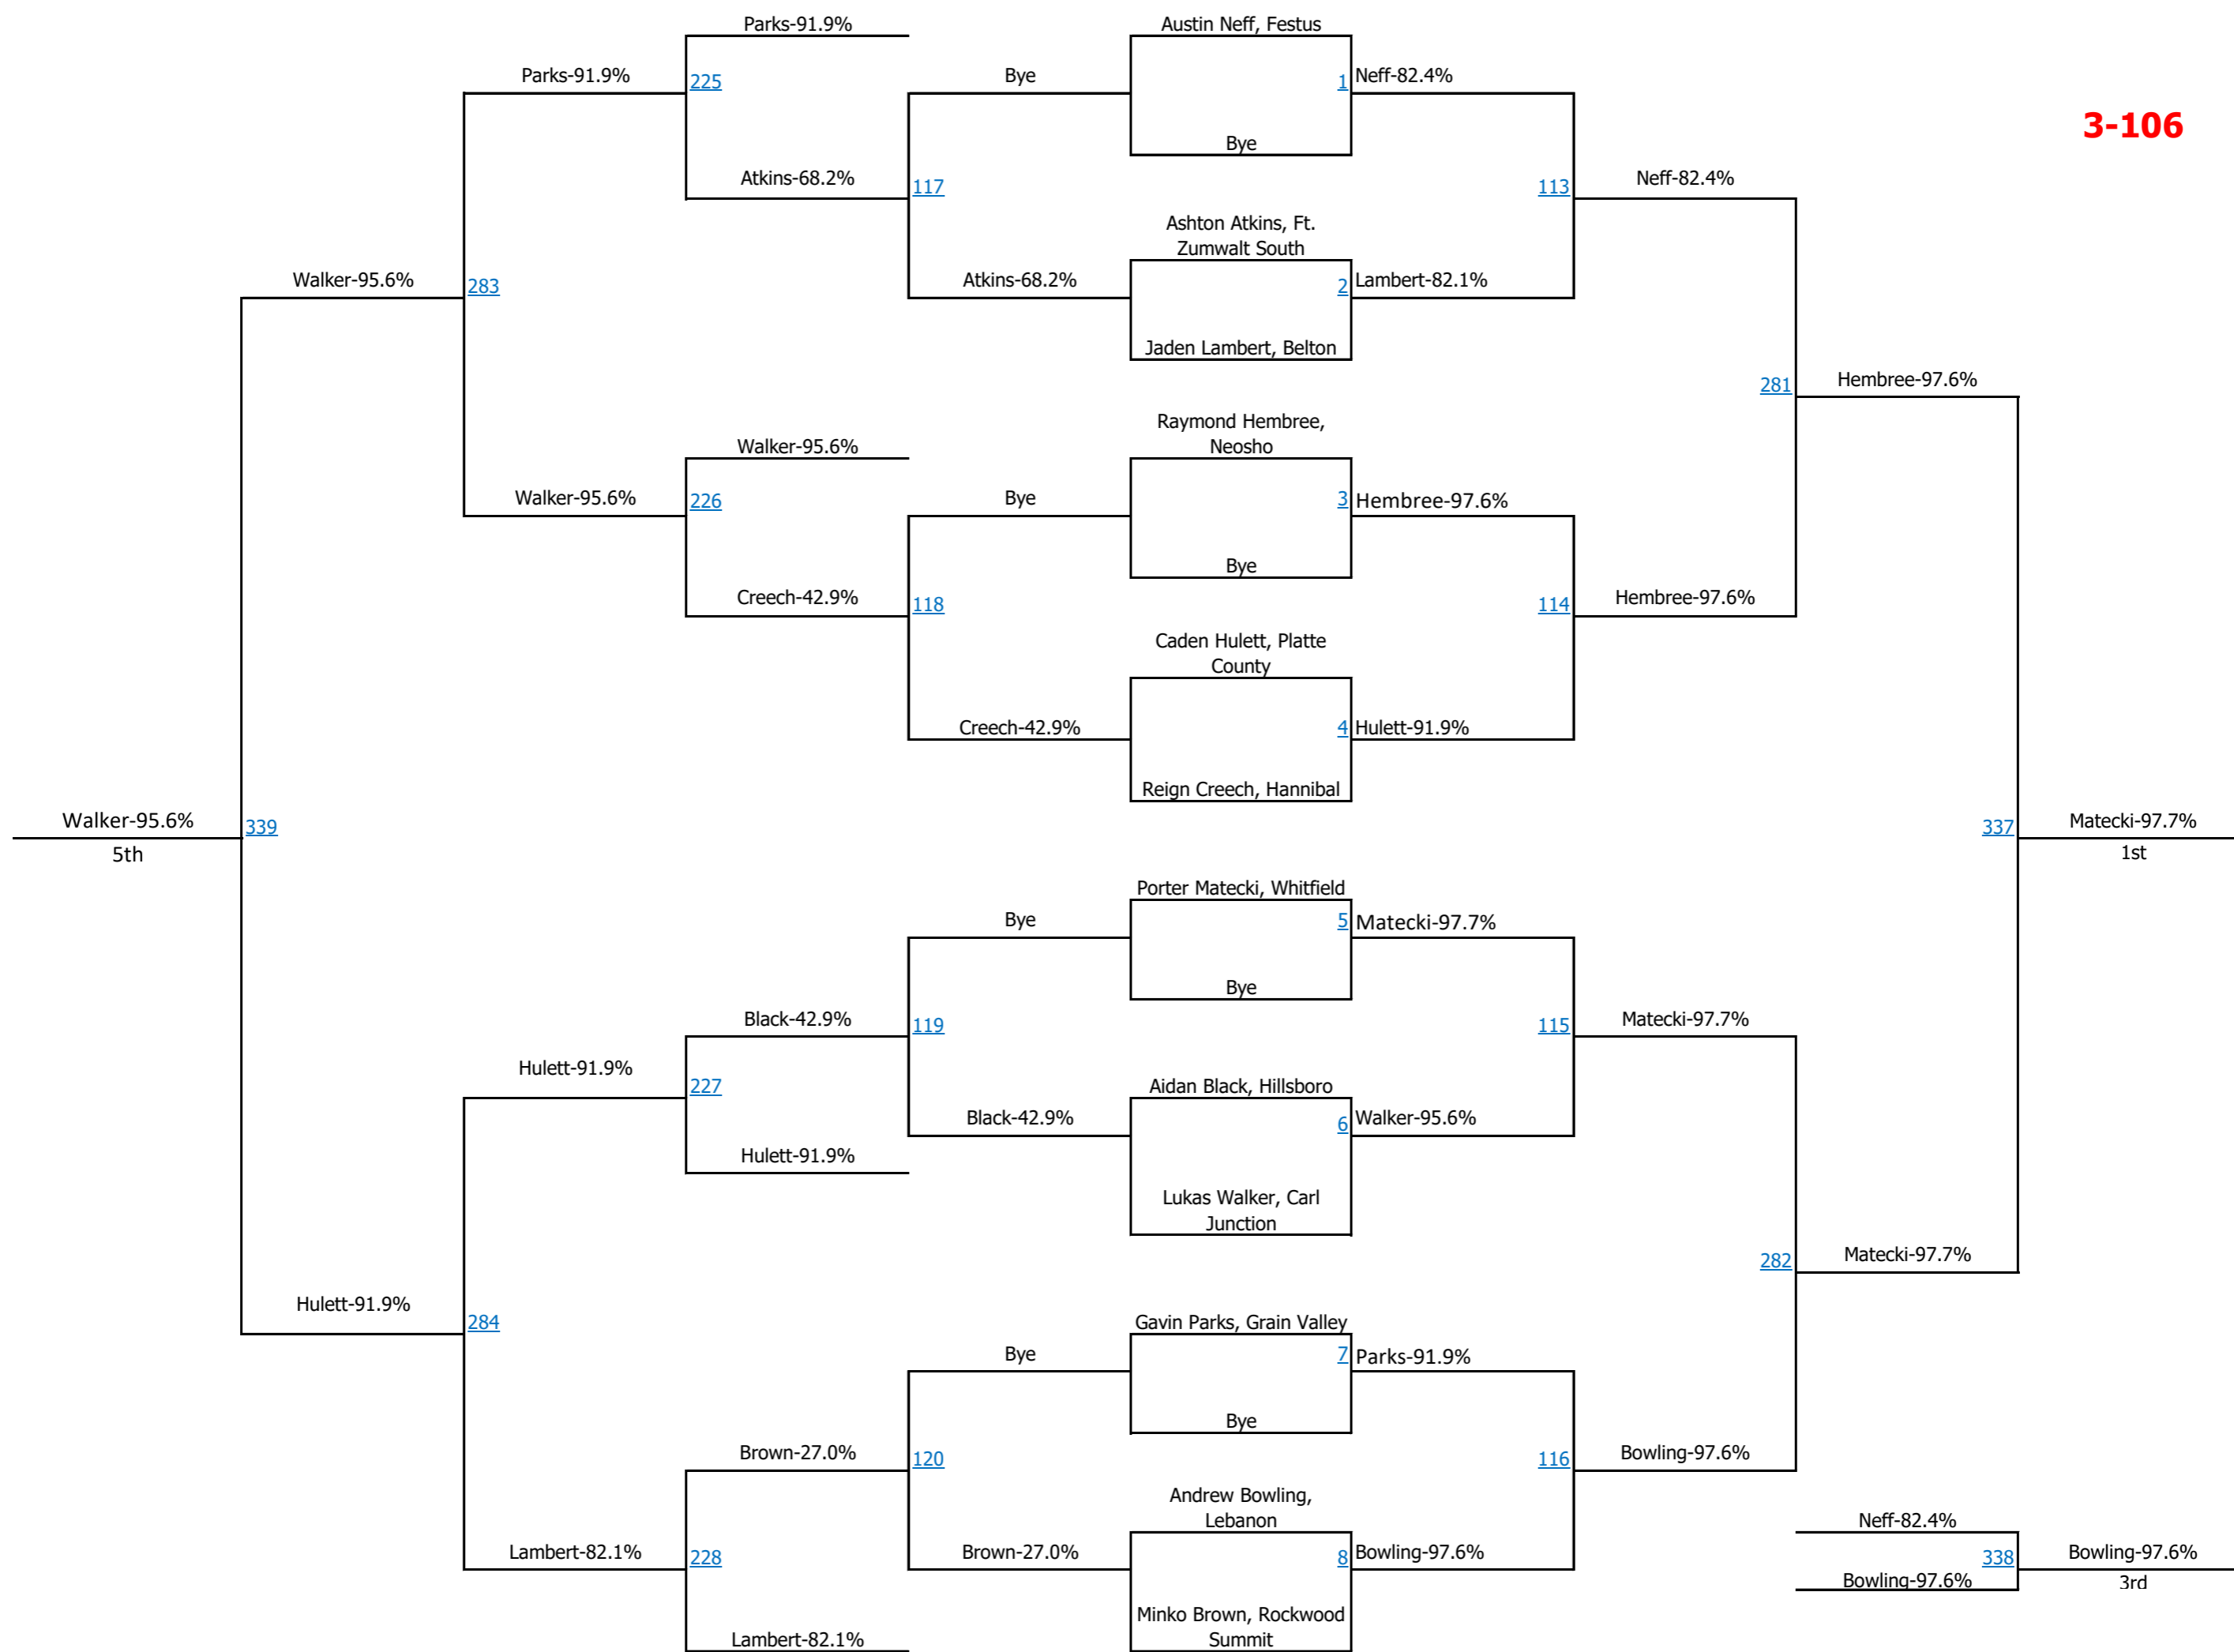 Parks-91.9%
Austin Neff, Festus
Parks-91.9%
225
Bye
1
Neff-82.4%
3-106
Bye
Atkins-68.2%
117
113
Neff-82.4%
Ashton Atkins, Ft.
Zumwalt South
Walker-95.6%
283
Atkins-68.2%
2
Lambert-82.1%
Jaden Lambert, Belton
281
Hembree-97.6%
Raymond Hembree,
Neosho
Walker-95.6%
Walker-95.6%
226
Bye
3
Hembree-97.6%
Bye
Creech-42.9%
118
114
Hembree-97.6%
Caden Hulett, Platte
County
Creech-42.9%
4
Hulett-91.9%
Reign Creech, Hannibal
Walker-95.6%
339
5th
337
Matecki-97.7%
1st
Porter Matecki, Whitfield
Bye
5
Matecki-97.7%
Bye
Black-42.9%
119
115
Matecki-97.7%
Hulett-91.9%
227
Aidan Black, Hillsboro
Black-42.9%
6
Walker-95.6%
Hulett-91.9%
Lukas Walker, Carl
Junction
282
Matecki-97.7%
Hulett-91.9%
284
Gavin Parks, Grain Valley
Bye
7
Parks-91.9%
Bye
Brown-27.0%
120
116
Bowling-97.6%
Andrew Bowling,
Lebanon
Neff-82.4%
Lambert-82.1%
228
Brown-27.0%
8
Bowling-97.6%
338
Bowling-97.6%
Bowling-97.6%
3rd
Minko Brown, Rockwood
Summit
Lambert-82.1%